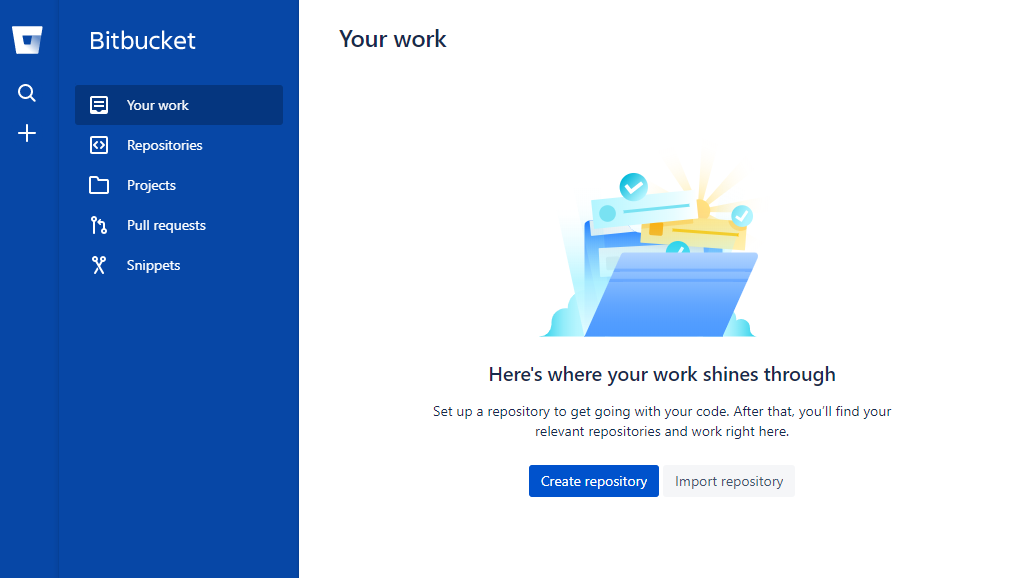 Bitbucket
Your work
Repositories
Projects
Pull requests
Snippets
Your work
Here's where your work shines through
Set up a repository to get going with your code. After that, you’ll find your
relevant repositories and work right here.
Create repository
Import repository